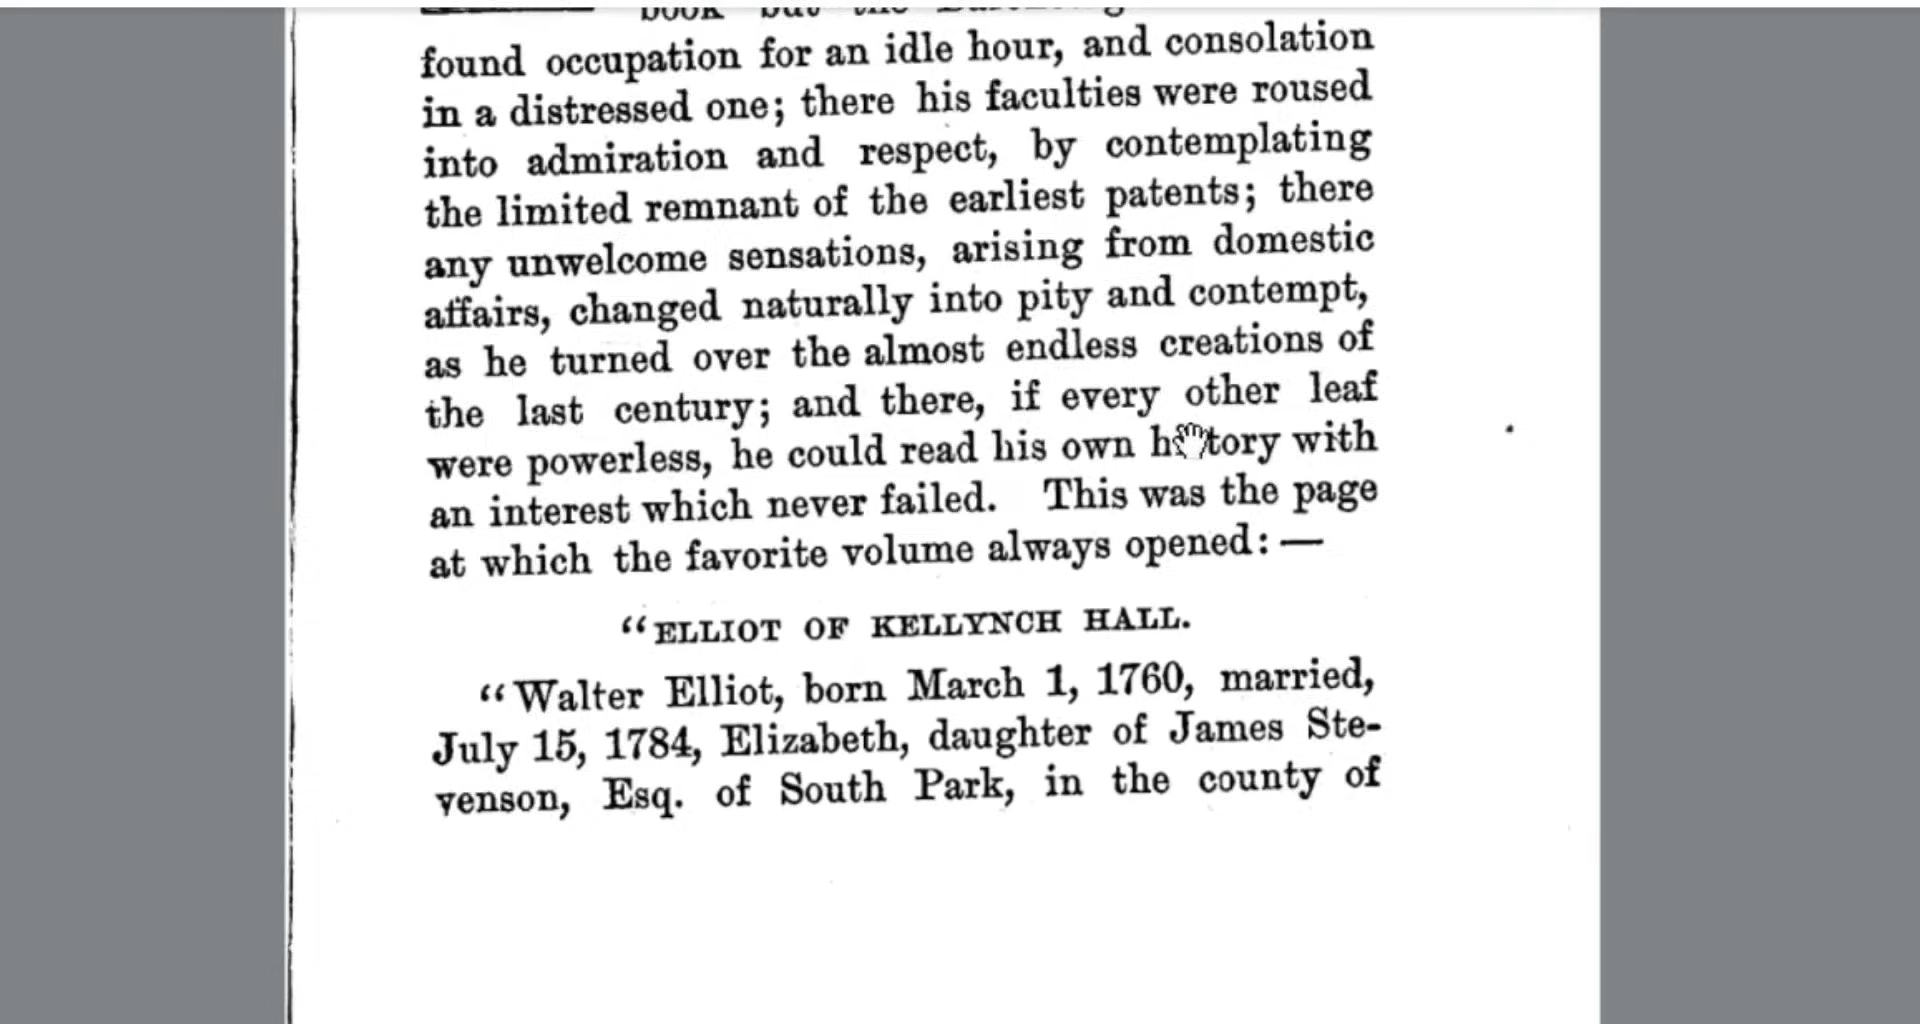 book but the
found occupation for an idle hour, and consolation
in a distressed one; there his faculties were roused
into admiration and respect, by contemplating
the limited remnant of the earliest patents; there
any unwelcome sensations, arising from domestic
affairs, changed naturally into pity and contempt,
as he turned over the almost endless creations of
the last century; and there, if every other leaf
were powerless, he could read his own history with
an interest which never failed. This was the page
at which the favorite volume always opened: —
"ELLIOT OF KELLYNCH HALL.
"Walter Elliot, born March 1, 1760, married,
July 15, 1784, Elizabeth, daughter of James Ste-
venson, Esq. of South Park, in the county of